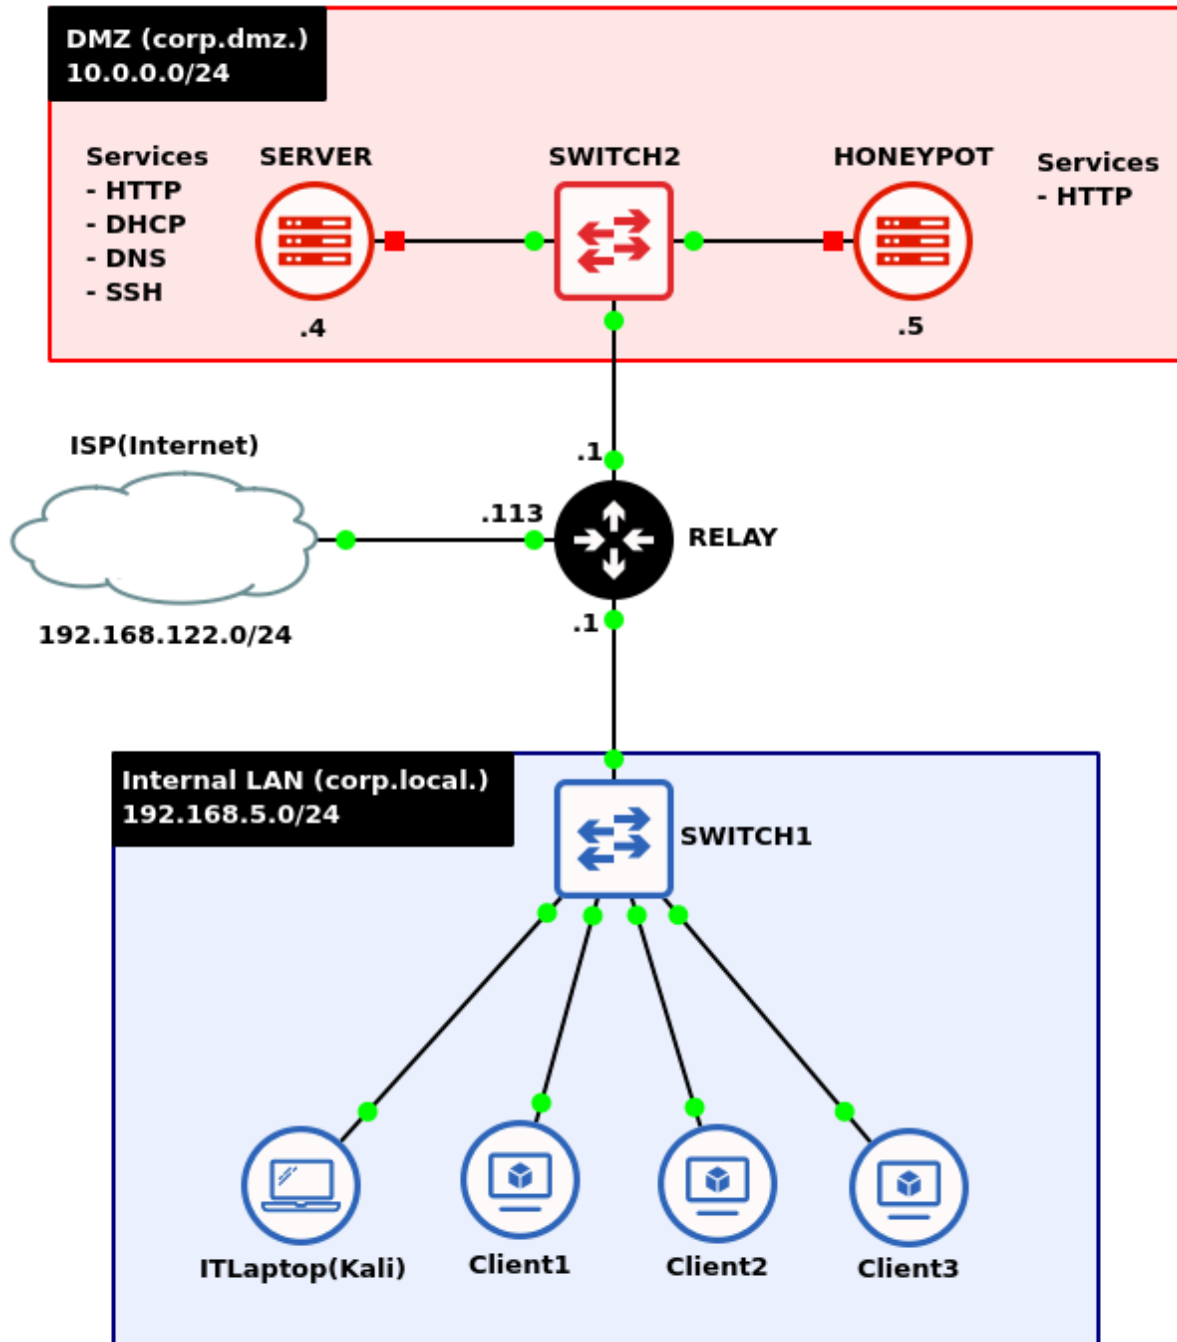 DMZ (corp.dmz.)
10.0.0.0/24
Services
- HTTP
- DHCP
- DNS
- SSH
SERVER
.4
SWITCH2
HONEYPOT
.5
Services
- HTTP
ISP(Internet)
192.168.122.0/24
.1
.113
RELAY
.1
Internal LAN (corp.local.)
192.168.5.0/24
SWITCH1
ITLaptop(Kali)
Client1
Client2
Client3